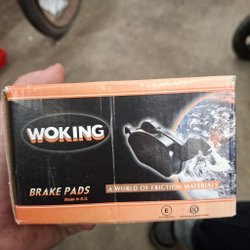 WOKING
BRAKE PADS
Made in E.U.
A WORLD OF FRICTION MATERIALS
E